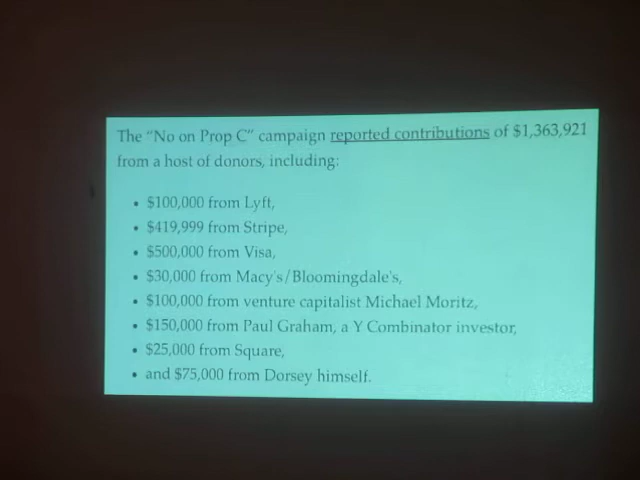 The "No on Prop C" campaign reported contributions of $1,363,921
from a host of donors, including:
• $100,000 from Lyft,
• $419,999 from Stripe,
• $500,000 from Visa,
• $30,000 from Macy's/Bloomingdale's,
• $100,000 from venture capitalist Michael Moritz,
• $150,000 from Paul Graham, a Y Combinator investor,
• $25,000 from Square,
• and $75,000 from Dorsey himself.